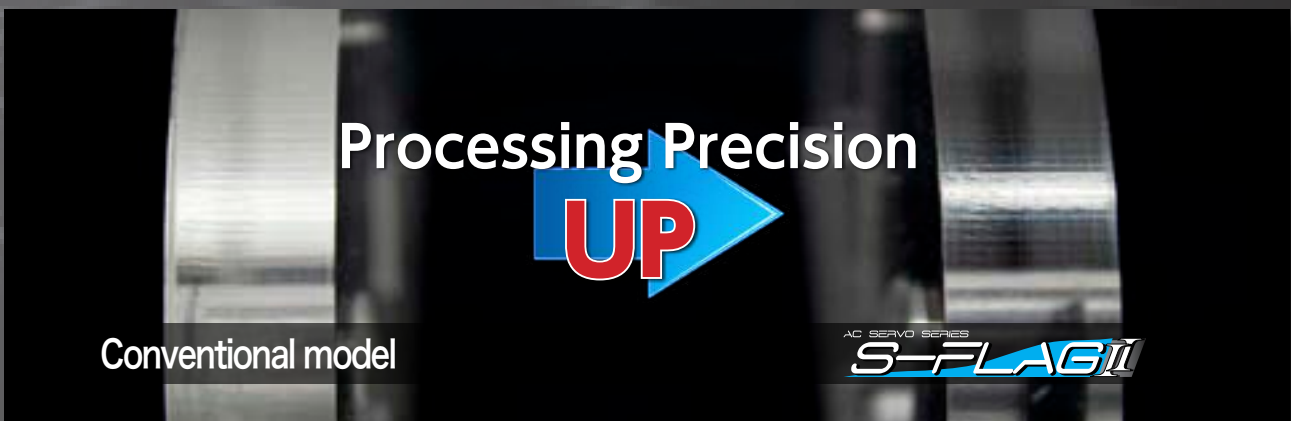 Processing Precision
UP
Conventional model
AC SERVO SERIES
S-FLAG II